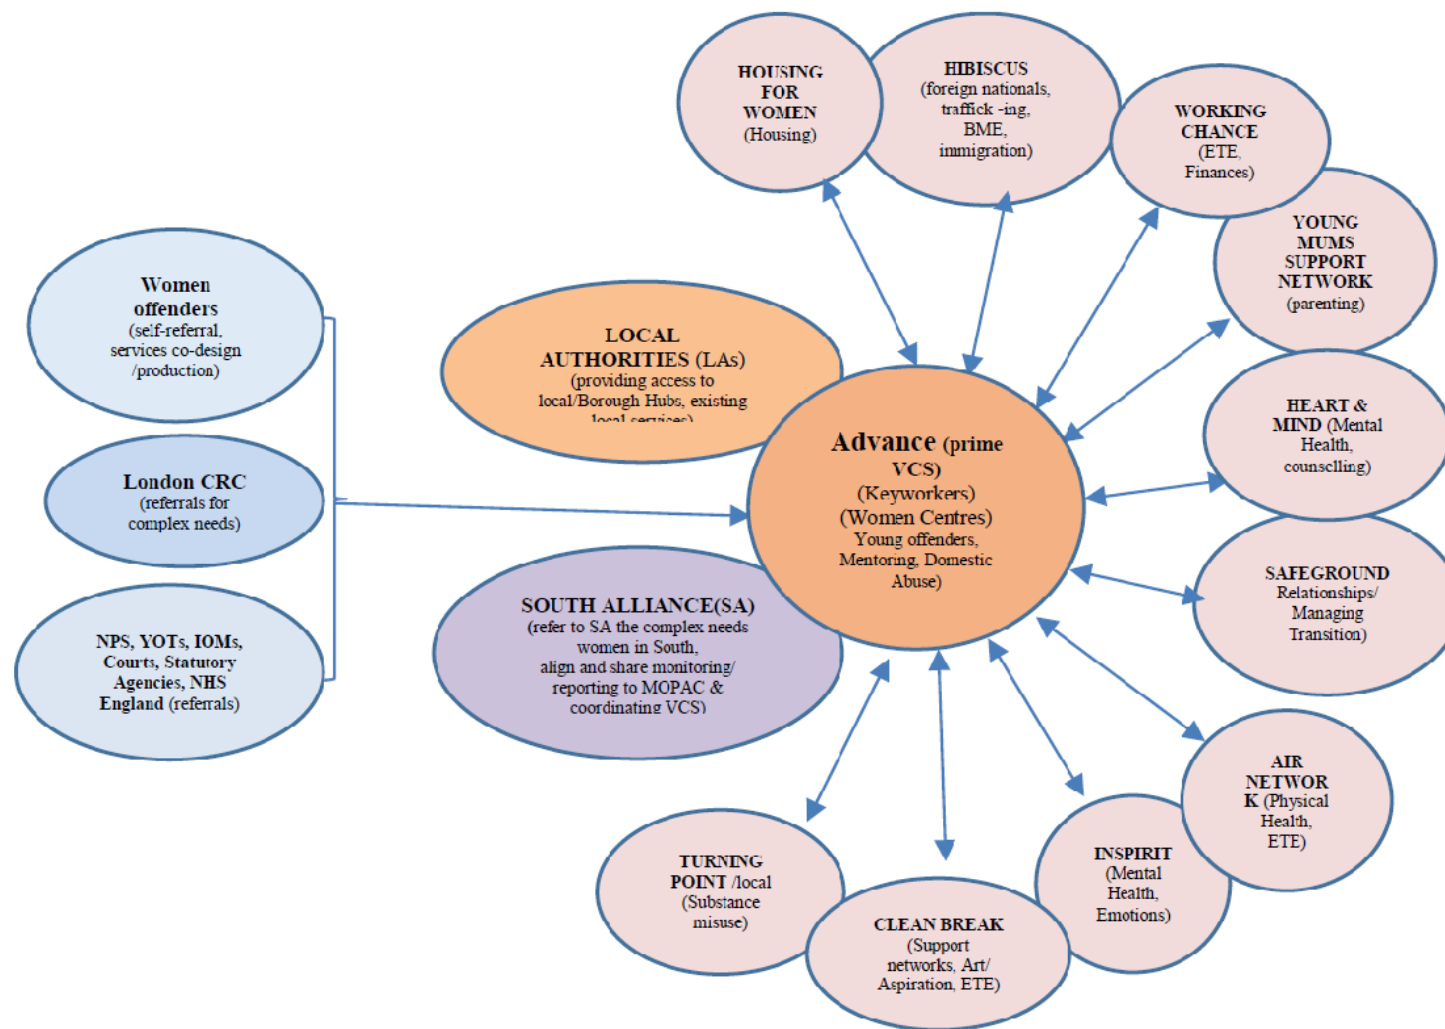 HOUSING
FOR
WOMEN
(Housing)
HIBISCUS
(foreign nationals,
traffick -ing,
BME,
immigration)
WORKING
CHANCE
(ETE,
Finances)
YOUNG
MUMS
SUPPORT
NETWORK
(parenting)
Women
offenders
(self-referral,
services co-design
/production)
LOCAL
AUTHORITIES (LAs)
(providing access to
local/Borough Hubs, existing
local services)
HEART &
MIND (Mental
Health,
counselling)
Advance (prime
VCS)
(Keyworkers)
(Women Centres)
Young offenders,
Mentoring, Domestic
Abuse)
London CRC
(referrals for
complex needs)
SAFEGROUND
Relationships/
Managing
Transition)
SOUTH ALLIANCE(SA)
(refer to SA the complex needs
women in South,
align and share monitoring/
reporting to MOPAC &
coordinating VCS)
NPS, YOTs, IOMs,
Courts, Statutory
Agencies, NHS
England (referrals)
AIR
NETWOR
K (Physical
Health,
ETE)
INSPIRIT
(Mental
Health,
Emotions)
TURNING
POINT /local
(Substance
misuse)
CLEAN BREAK
(Support
networks, Art/
Aspiration, ETE)